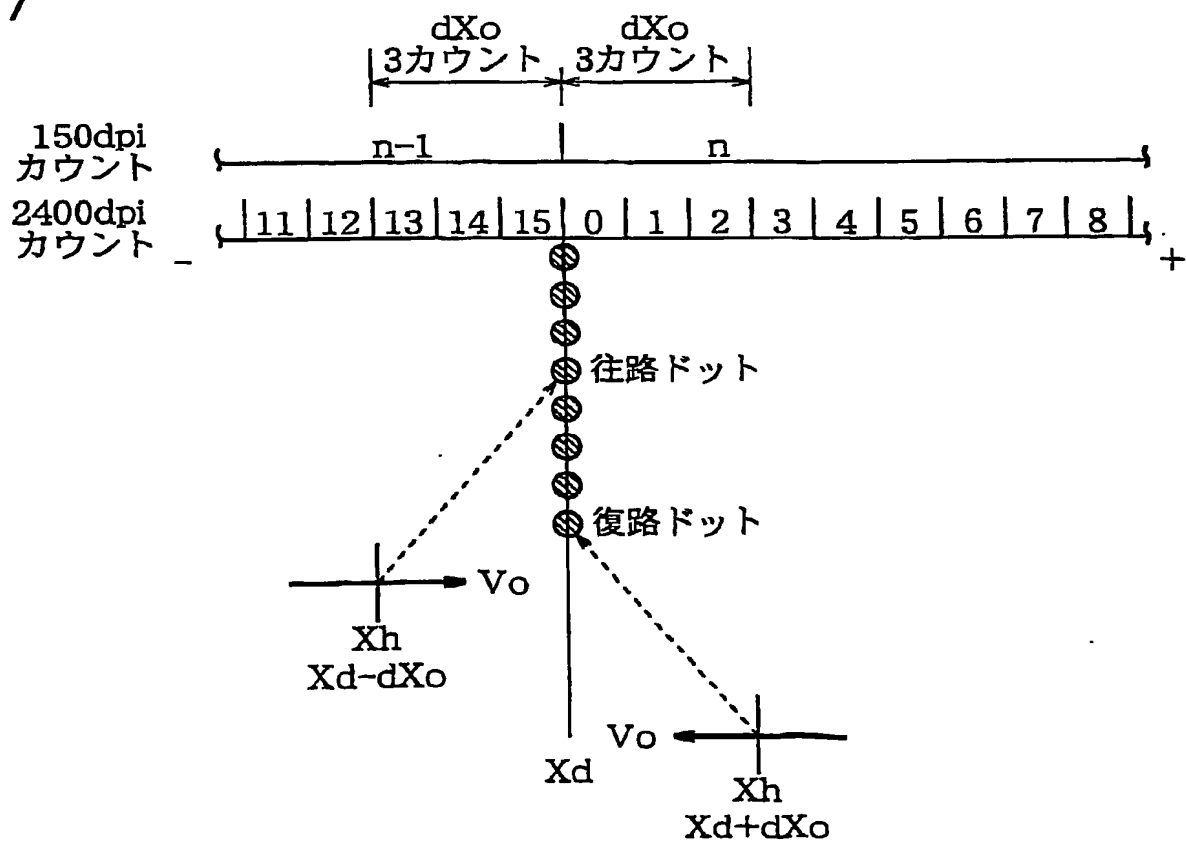 7
dXo dXo
3カウント 3カウント
150dpi
カウント
n-1 n
2400dpi
カウント
11 12 13 14 15 0 1 2 3 4 5 6 7 8
- +
往路ドット
復路ドット
Vo
Xh
Xd-dXo
Vo
Xd
Xh
Xd+dXo